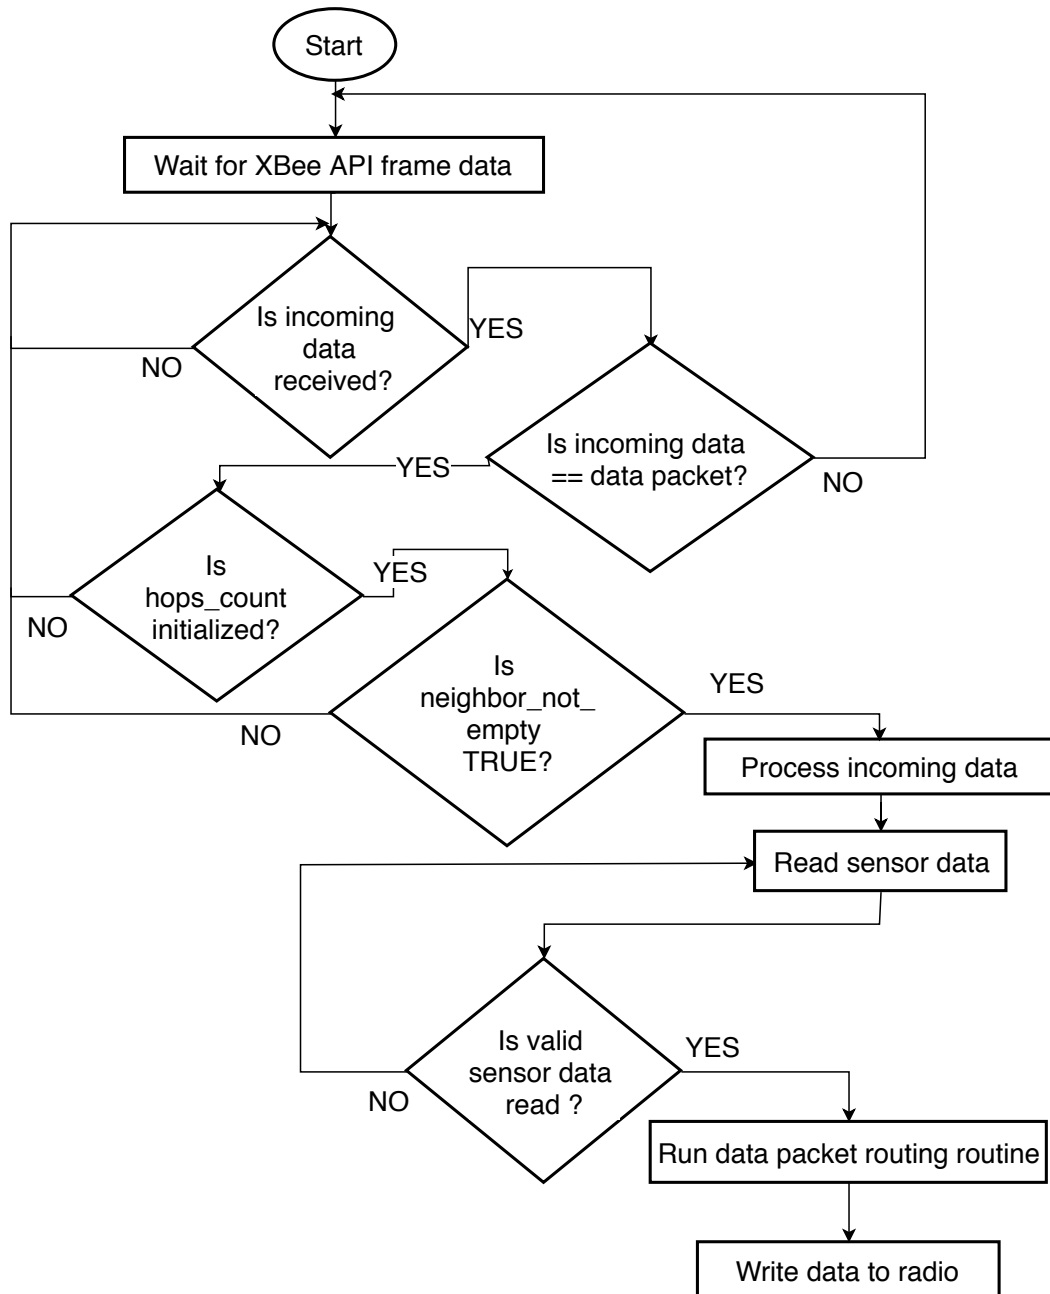 Start
Wait for XBee API frame data
Is incoming
data
received?
YES
NO
Is incoming data
== data packet?
YES
NO
Is
hops_count
initialized?
YES
NO
Is
neighbor_not_
empty
TRUE?
YES
NO
Process incoming data
Read sensor data
Is valid
sensor data
read ?
YES
NO
Run data packet routing routine
Write data to radio